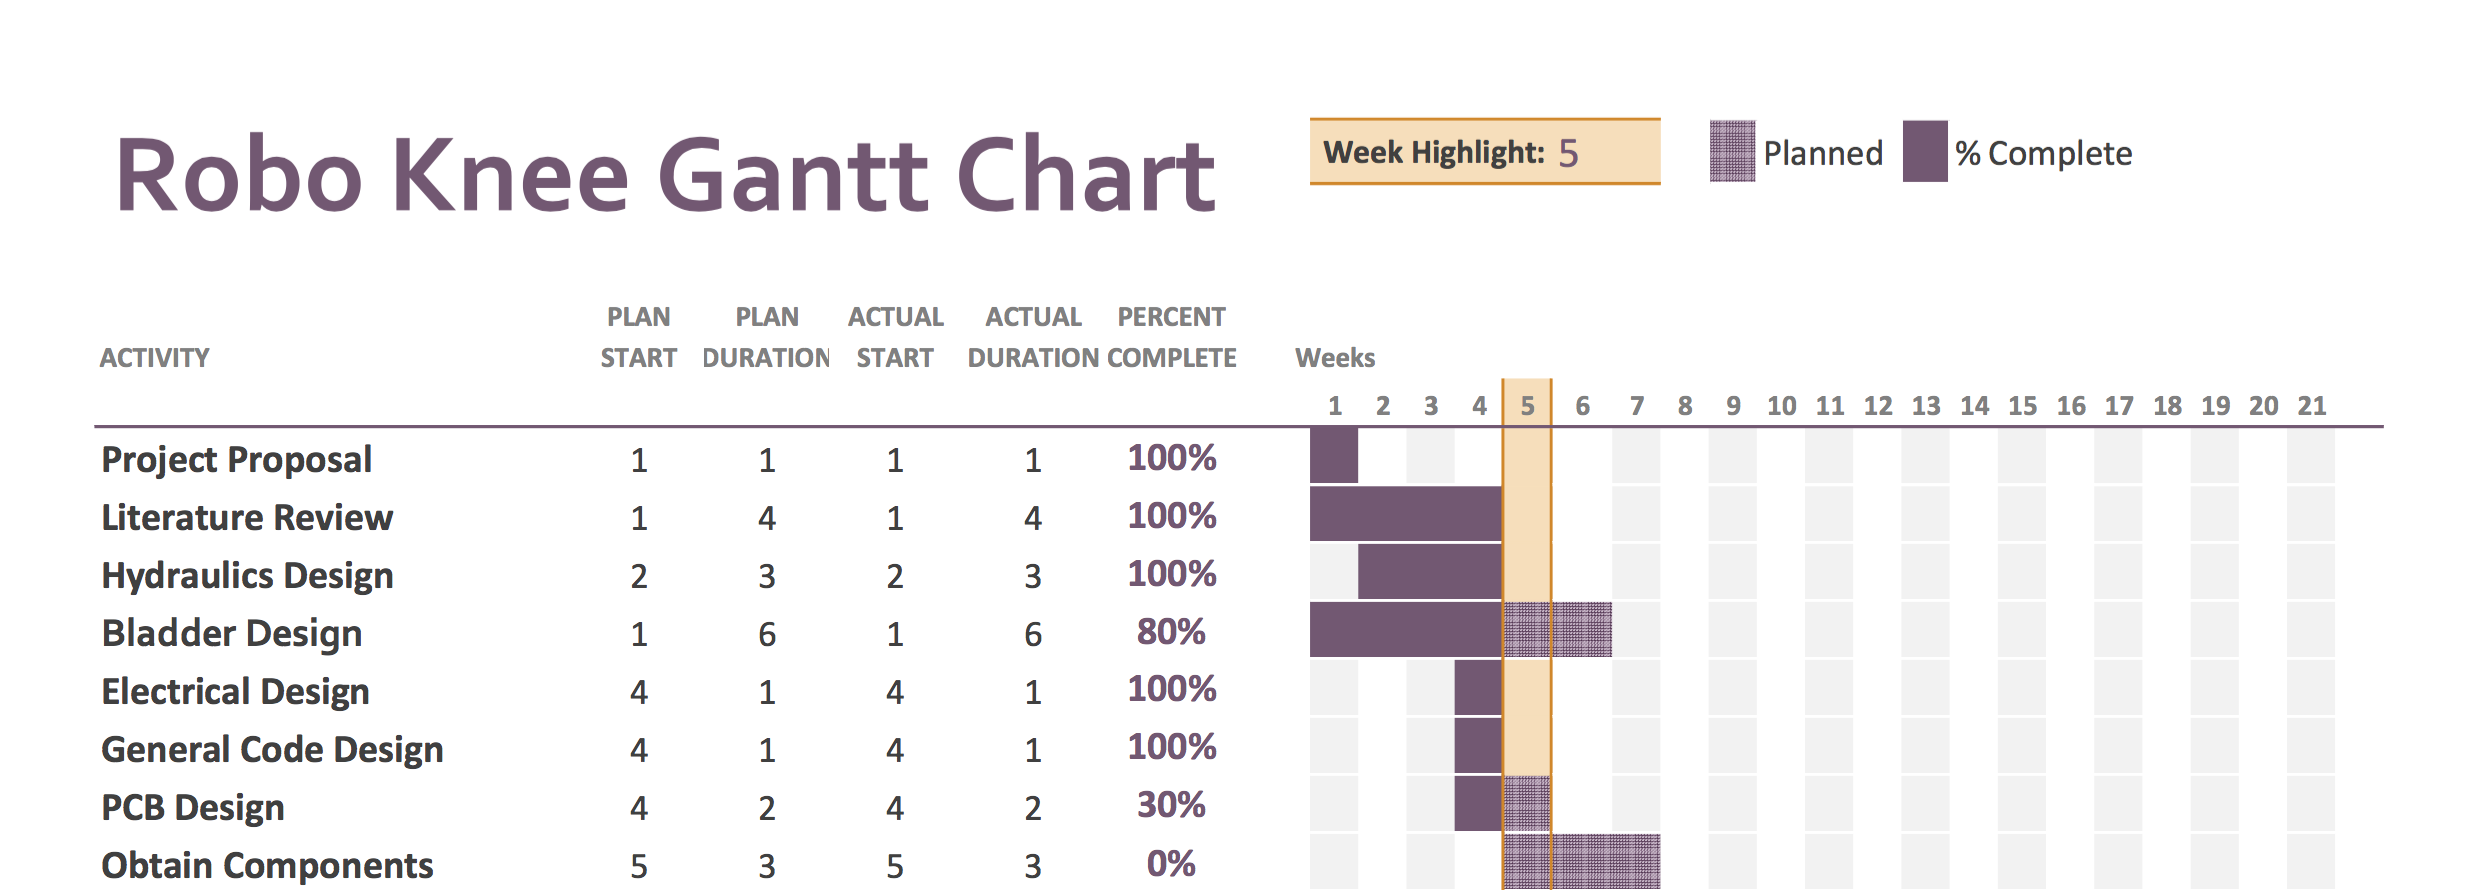 Robo Knee Gantt Chart
Week Highlight: 5
Planned
% Complete
ACTIVITY PLAN START PLAN DURATION ACTUAL START ACTUAL DURATION PERCENT COMPLETE Weeks
1 2 3 4 5 6 7 8 9 10 11 12 13 14 15 16 17 18 19 20 21
Project Proposal 1 1 1 1 100%
Literature Review 1 4 1 4 100%
Hydraulics Design 2 3 2 3 100%
Bladder Design 1 6 1 6 80%
Electrical Design 4 1 4 1 100%
General Code Design 4 1 4 1 100%
PCB Design 4 2 4 2 30%
Obtain Components 5 3 5 3 0%